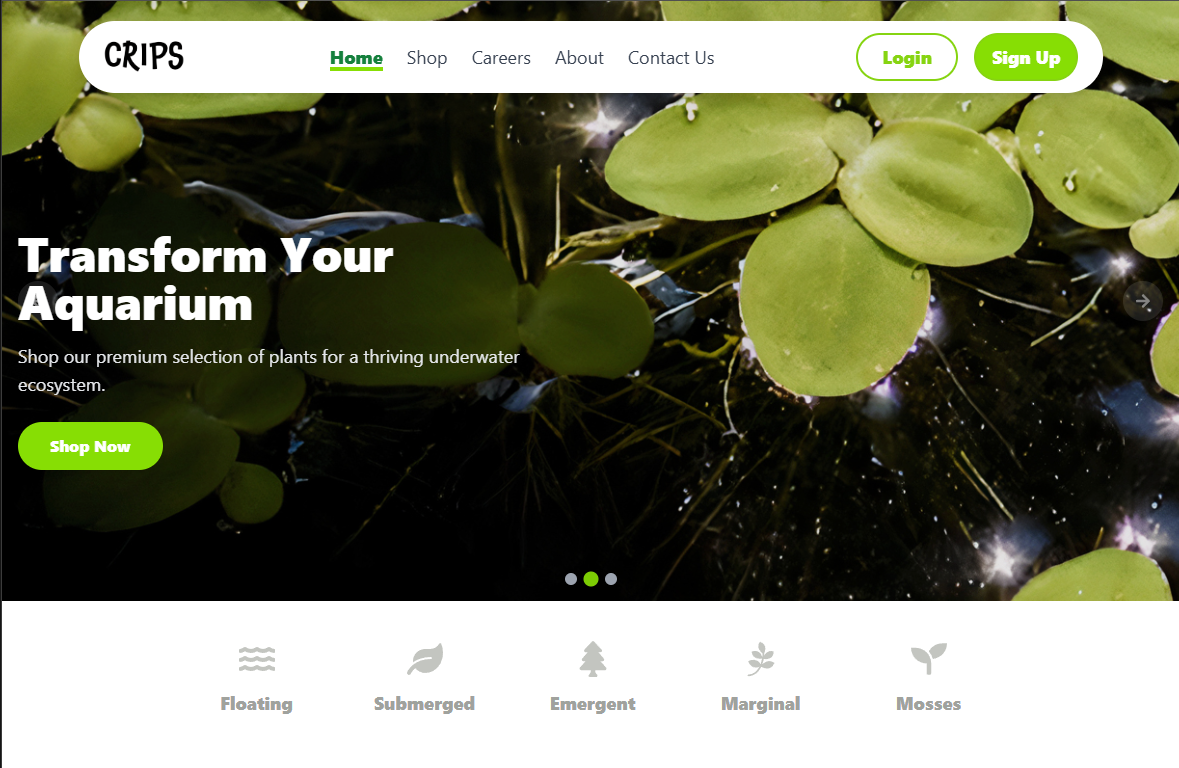 CRIPS
Home
Shop
Careers
About
Contact Us
Login
Sign Up
Transform Your
Aquarium
Shop our premium selection of plants for a thriving underwater
ecosystem.
Shop Now
Floating
Submerged
Emergent
Marginal
Mosses